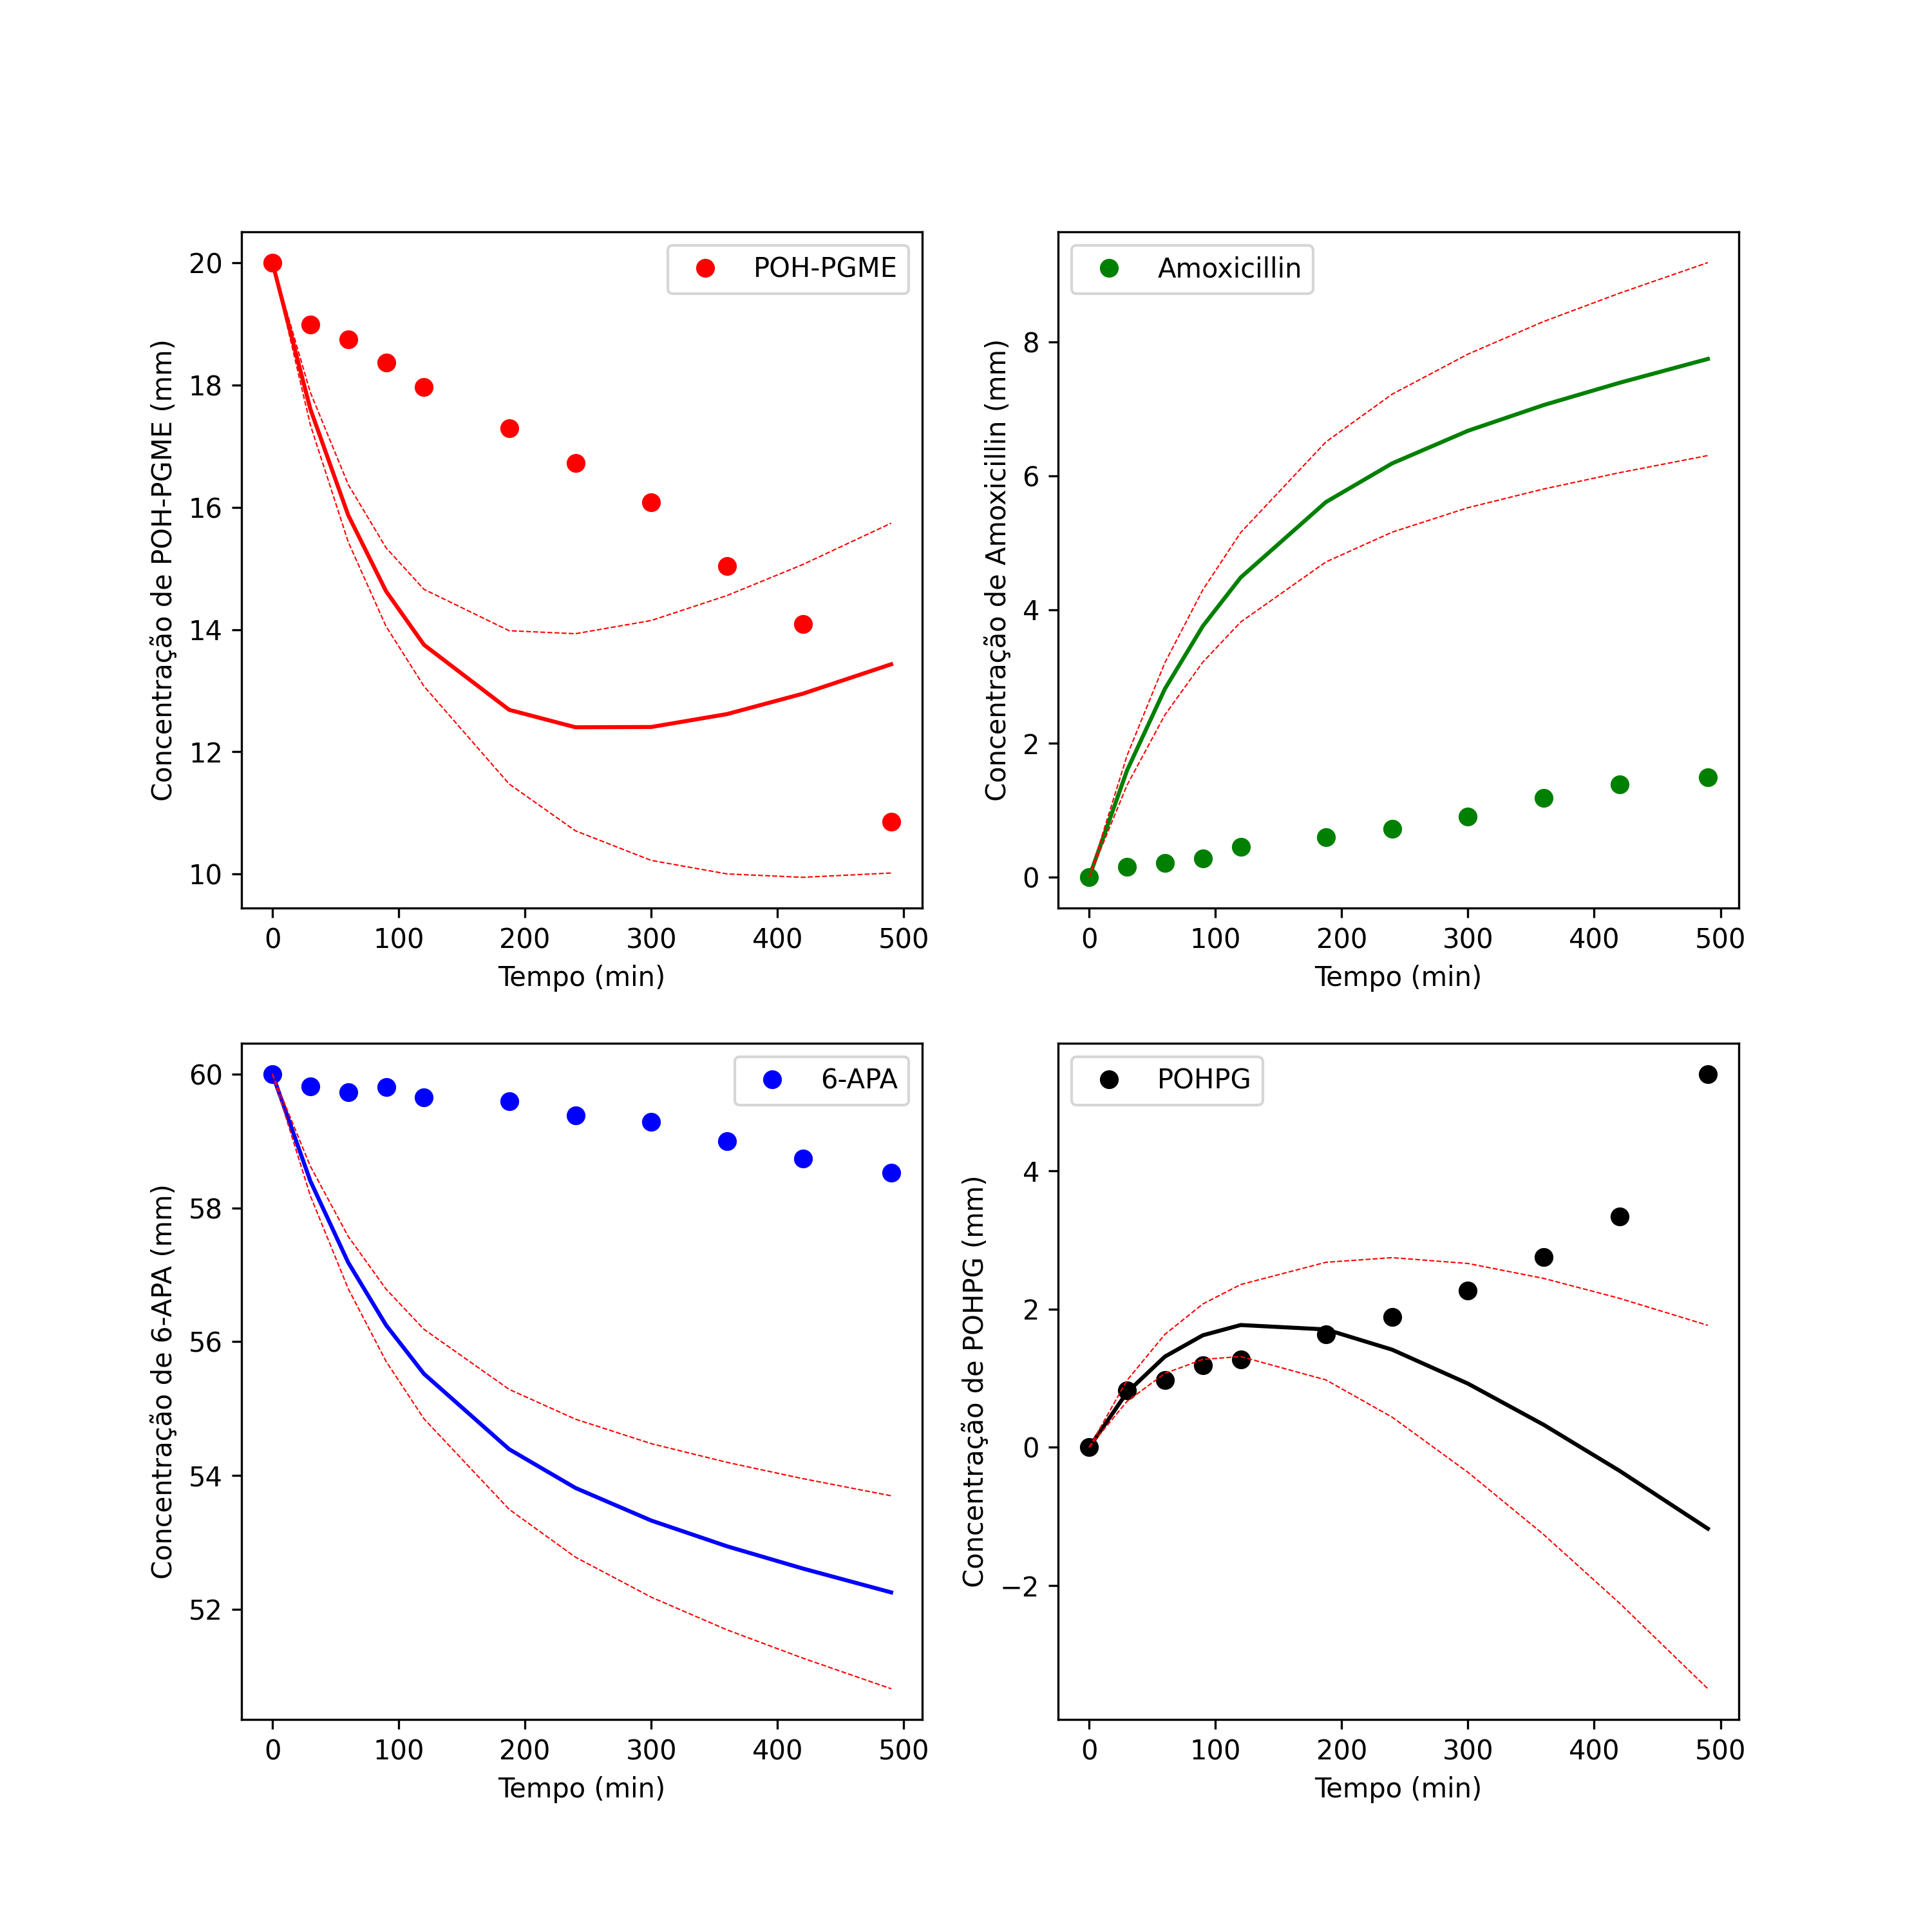 POH-PGME
Concentração de POH-PGME (mm)
20
18
16
14
12
10
0 100 200 300 400 500
Tempo (min)
Amoxicillin
Concentração de Amoxicillin (mm)
8
6
4
2
0
0 100 200 300 400 500
Tempo (min)
6-APA
Concentração de 6-APA (mm)
60
58
56
54
52
0 100 200 300 400 500
Tempo (min)
POHPG
Concentração de POHPG (mm)
4
2
0
−2
0 100 200 300 400 500
Tempo (min)